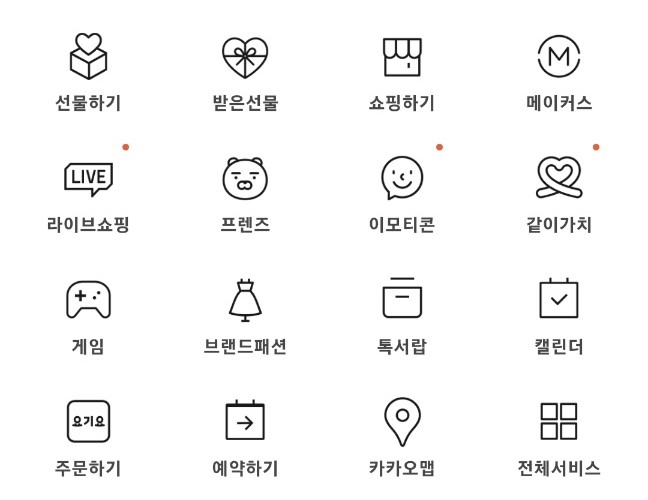 선물하기 받은선물 쇼핑하기 메이커스
LIVE
라이브쇼핑 프렌즈 이모티콘 같이가치
게임 브랜드패션 톡서랍 캘린더
요기요
주문하기 예약하기 카카오맵 전체서비스